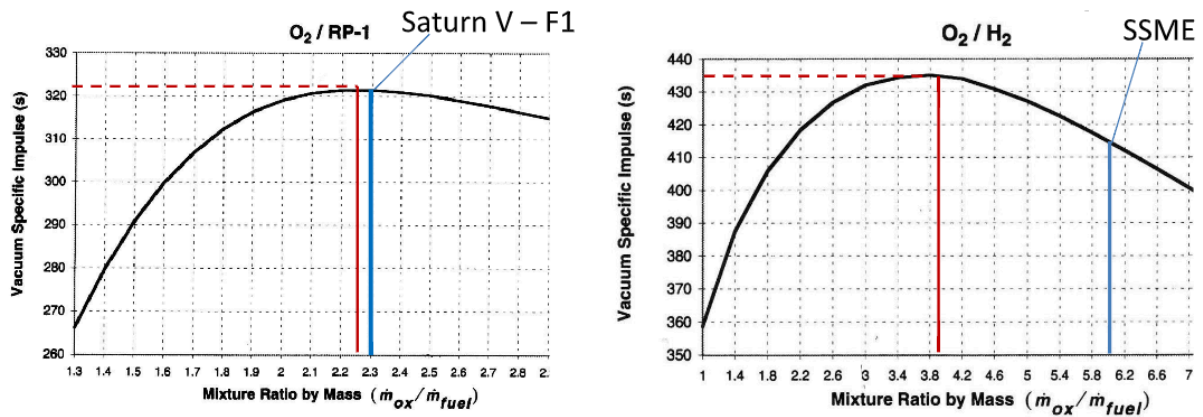 Saturn V – F1
O₂ / RP-1
330
320
310
300
290
280
270
260
Vacuum Specific Impulse (s)
1.3 1.4 1.5 1.6 1.7 1.8 1.9 2 2.1 2.2 2.3 2.4 2.5 2.6 2.7 2.8 2.
Mixture Ratio by Mass (ṁox/ṁfuel)
SSME
O₂ / H₂
440
430
420
410
400
390
380
370
360
350
Vacuum Specific Impulse (s)
1 1.4 1.8 2.2 2.6 3 3.4 3.8 4.2 4.6 5 5.4 5.8 6.2 6.6 7
Mixture Ratio by Mass (ṁox/ṁfuel)